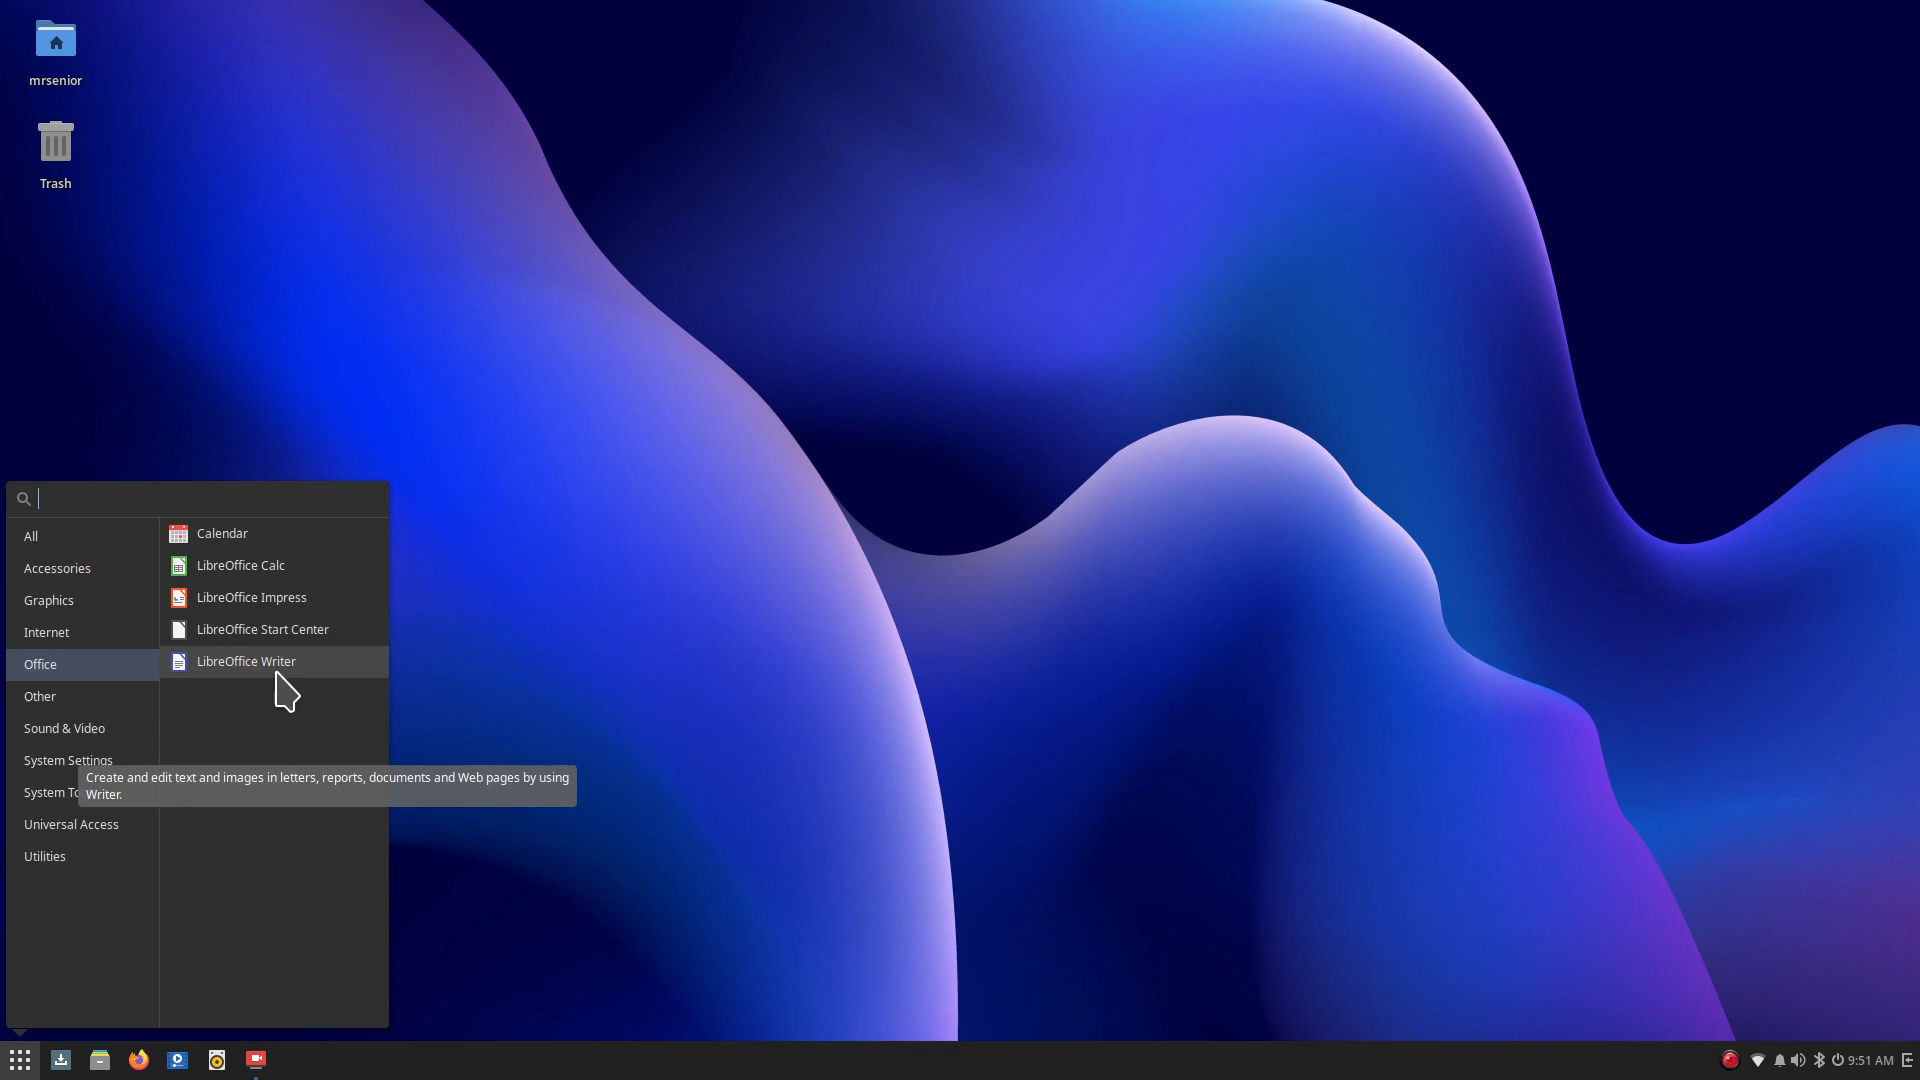 mrsenior
Trash
All
Accessories
Graphics
Internet
Office
Other
Sound & Video
System Settings
System To
Universal Access
Utilities
Calendar
LibreOffice Calc
LibreOffice Impress
LibreOffice Start Center
LibreOffice Writer
Create and edit text and images in letters, reports, documents and Web pages by using
Writer.
9:51 AM